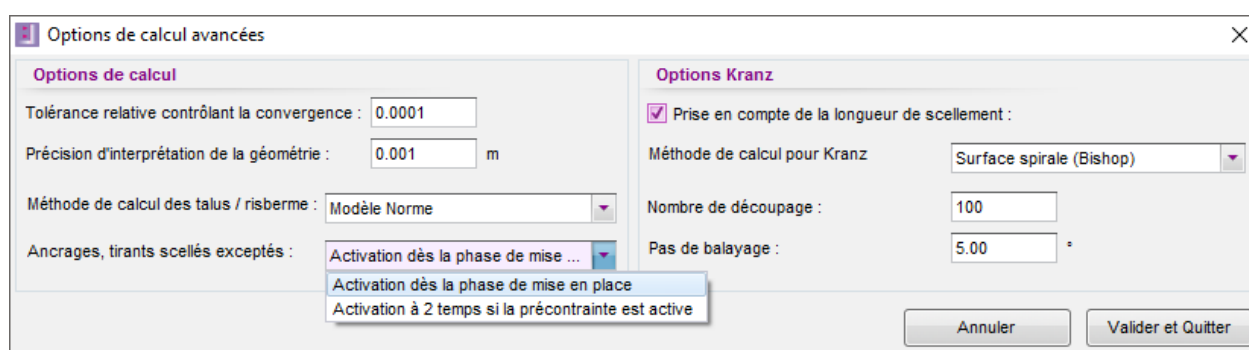 Options de calcul avancées
Options de calcul
Tolérance relative contrôlant la convergence : 0.0001
Précision d'interprétation de la géométrie : 0.001 m
Méthode de calcul des talus / risberme : Modèle Norme
Ancrages, tirants scellés exceptés : Activation dès la phase de mise ...
Activation dès la phase de mise en place
Activation à 2 temps si la précontrainte est active
Options Kranz
Prise en compte de la longueur de scellement :
Méthode de calcul pour Kranz Surface spirale (Bishop)
Nombre de découpage : 100
Pas de balayage : 5.00 °
Annuler Valider et Quitter